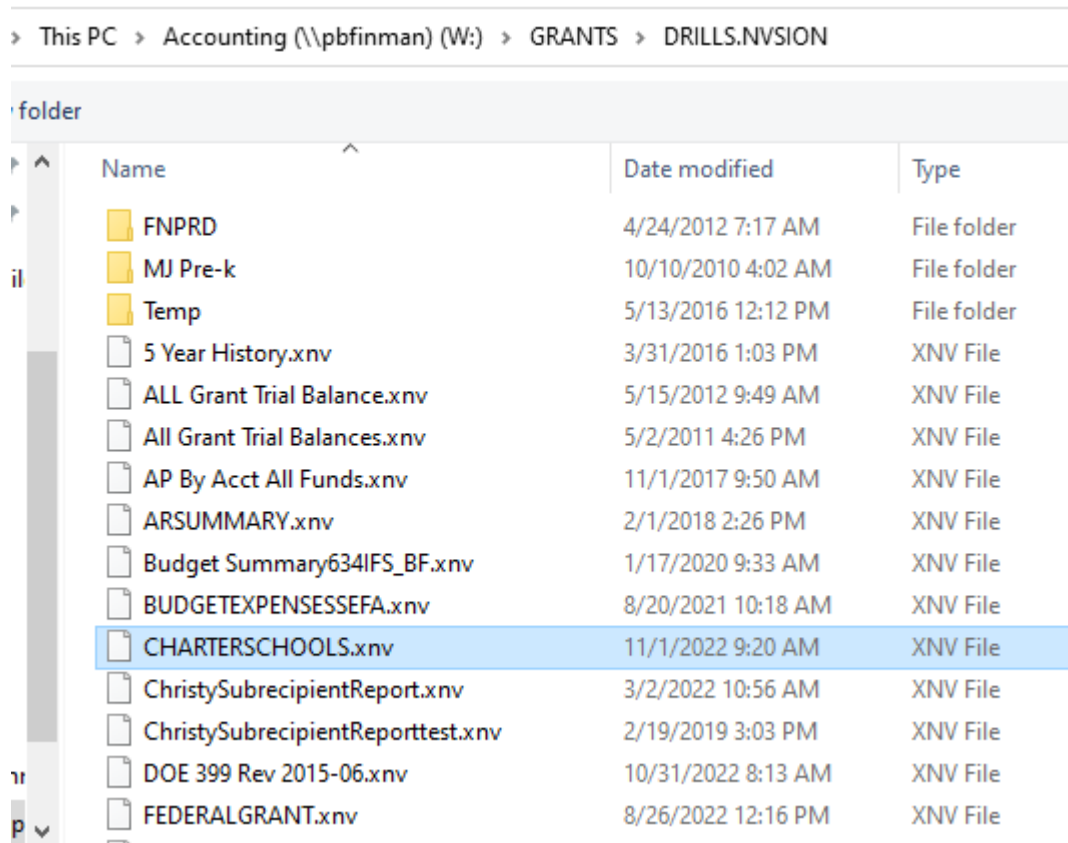 This PC > Accounting (\\pbfinman) (W:) > GRANTS > DRILLS.NVSION
folder
Name Date modified Type
FNPRD 4/24/2012 7:17 AM File folder
MJ Pre-k 10/10/2010 4:02 AM File folder
Temp 5/13/2016 12:12 PM File folder
5 Year History.xnv 3/31/2016 1:03 PM XNV File
ALL Grant Trial Balance.xnv 5/15/2012 9:49 AM XNV File
All Grant Trial Balances.xnv 5/2/2011 4:26 PM XNV File
AP By Acct All Funds.xnv 11/1/2017 9:50 AM XNV File
ARSUMMARY.xnv 2/1/2018 2:26 PM XNV File
Budget Summary634IFS_BF.xnv 1/17/2020 9:33 AM XNV File
BUDGETEXPENSESSEFA.xnv 8/20/2021 10:18 AM XNV File
CHARTERSCHOOLS.xnv 11/1/2022 9:20 AM XNV File
ChristySubrecipientReport.xnv 3/2/2022 10:56 AM XNV File
ChristySubrecipientReporttest.xnv 2/19/2019 3:03 PM XNV File
DOE 399 Rev 2015-06.xnv 10/31/2022 8:13 AM XNV File
FEDERALGRANT.xnv 8/26/2022 12:16 PM XNV File